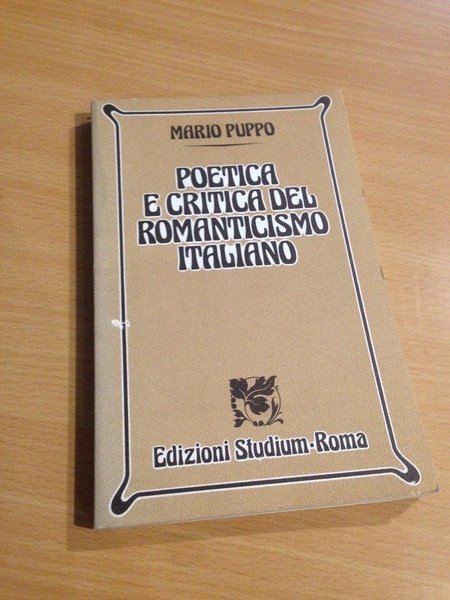 MARIO PUPPO
POETICA
E CRITICA DEL
ROMANTICISMO
ITALIANO
Edizioni Studium·Roma